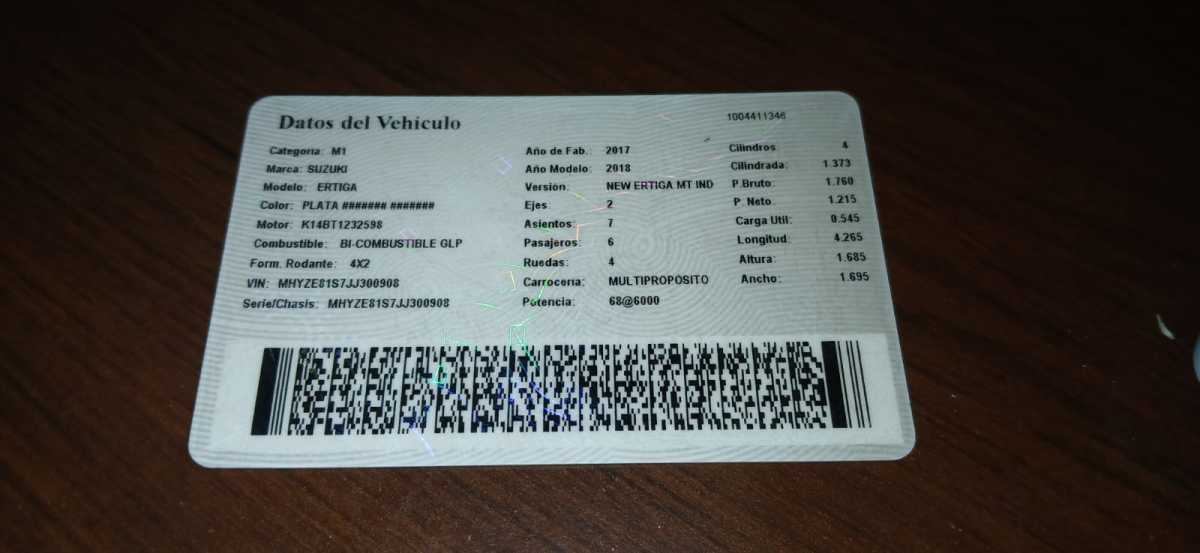 Datos del Vehículo
1004411346
Categoría: M1
Marca: SUZUKI
Modelo: ERTIGA
Color: PLATA ####### #######
Motor: K14BT1232598
Combustible: BI-COMBUSTIBLE GLP
Form. Rodante: 4X2
VIN: MHYZE81S7JJ300908
Serie/Chasis: MHYZE81S7JJ300908
Año de Fab.: 2017
Año Modelo: 2018
Versión: NEW ERTIGA MT IND
Ejes: 2
Asientos: 7
Pasajeros: 6
Ruedas: 4
Carrocería: MULTIPROPOSITO
Potencia: 68@6000
Cilindros 4
Cilindrada: 1.373
P.Bruto: 1.760
P. Neto 1.215
Carga Util: 0.545
Longitud: 4.265
Altura: 1.685
Ancho: 1.695